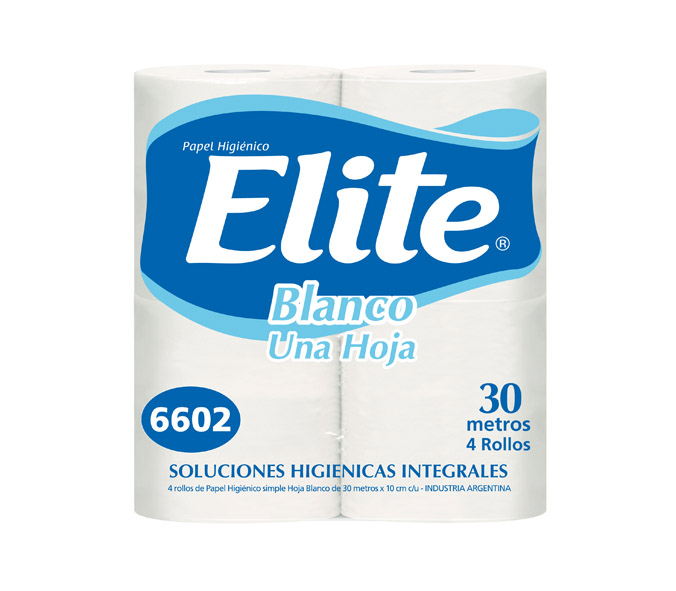 Papel Higiénico
Elite®
Blanco
Una Hoja
6602
30
metros
4 Rollos
SOLUCIONES HIGIENICAS INTEGRALES
4 rollos de Papel Higiénico simple Hoja Blanco de 30 metros x 10 cm c/u - INDUSTRIA ARGENTINA